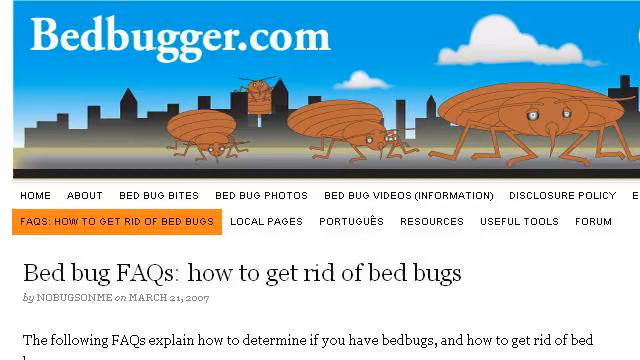 Bedbugger.com
HOME ABOUT BED BUG BITES BED BUG PHOTOS BED BUG VIDEOS (INFORMATION) DISCLOSURE POLICY E
FAQS: HOW TO GET RID OF BED BUGS LOCAL PAGES PORTUGUÊS RESOURCES USEFUL TOOLS FORUM
Bed bug FAQs: how to get rid of bed bugs
by NOBUGSONME on MARCH 21, 2007
The following FAQs explain how to determine if you have bedbugs, and how to get rid of bed